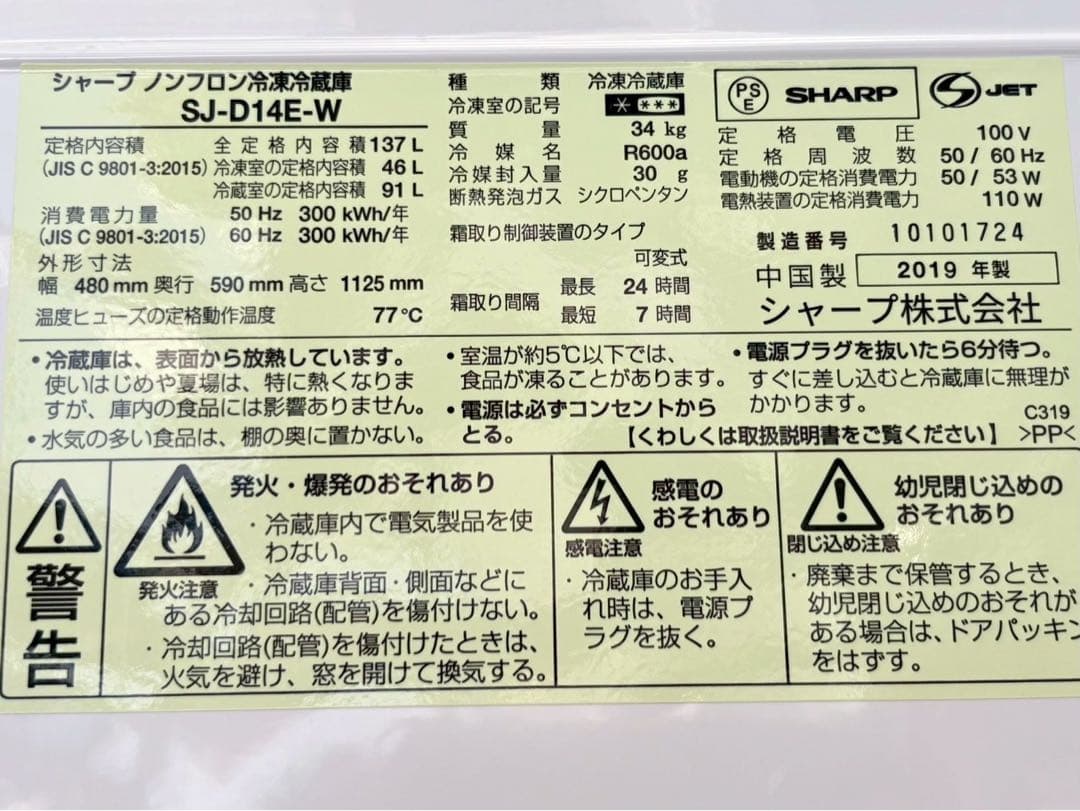 シャープ ノンフロン冷凍冷蔵庫
SJ-D14E-W
定格内容積 全定格内容積 137 L
(JIS C 9801-3:2015) 冷凍室の定格内容積 46 L
冷蔵室の定格内容積 91 L
消費電力量 50 Hz 300 kWh/年
(JIS C 9801-3:2015) 60 Hz 300 kWh/年
外形寸法
幅 480 mm 奥行 590 mm 高さ 1125 mm
温度ヒューズの定格動作温度 77℃
種類 冷凍冷蔵庫
冷凍室の記号 * ***
質量 34 kg
冷媒名 R600a
冷媒封入量 30 g
断熱発泡ガス シクロペンタン
霜取り制御装置のタイプ
可変式
霜取り間隔 最長 24 時間
最短 7 時間
PS E SHARP S JET
定格電圧 100 V
定格周波数 50 / 60 Hz
電動機の定格消費電力 50 / 53 W
電熱装置の定格消費電力 110 W
製造番号 10101724
中国製 2019 年製
シャープ株式会社
・冷蔵庫は、表面から放熱しています。
使いはじめや夏場は、特に熱くなりま
すが、庫内の食品には影響ありません。
・水気の多い食品は、棚の奥に置かない。
・室温が約5℃以下では、
食品が凍ることがあります。
・電源は必ずコンセントから
とる。
・電源プラグを抜いたら6分待つ。
すぐに差し込むと冷蔵庫に無理が
かかります。
C319
【くわしくは取扱説明書をご覧ください】 >PP<
警告
発火・爆発のおそれあり
発火注意
・冷蔵庫内で電気製品を使
わない。
・冷蔵庫背面・側面などに
ある冷却回路(配管)を傷付けない。
・冷却回路(配管)を傷付けたときは、
火気を避け、窓を開けて換気する。
感電の
おそれあり
感電注意
・冷蔵庫のお手入
れ時は、電源プ
ラグを抜く。
幼児閉じ込めの
おそれあり
閉じ込め注意
・廃棄まで保管するとき、
幼児閉じ込めのおそれが
ある場合は、ドアパッキン
をはずす。